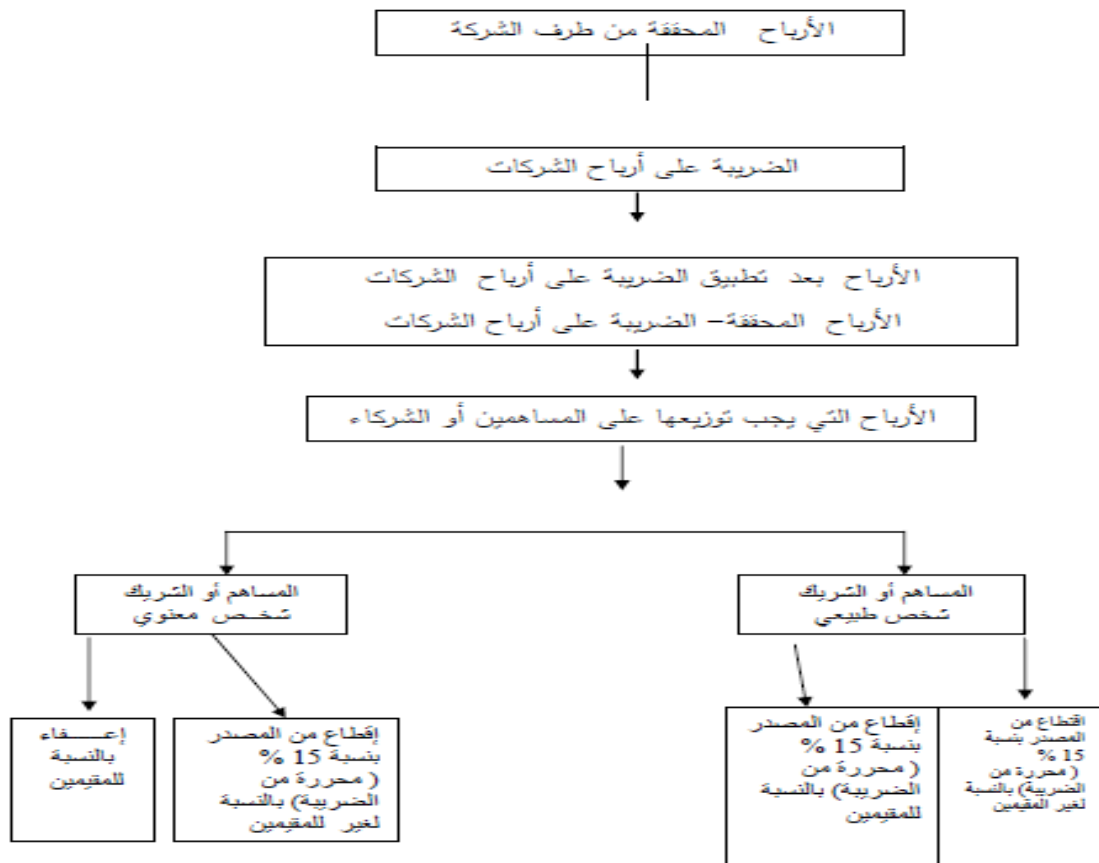 الأرباح المحققة من طرف الشركة
الضريبة على أرباح الشركات
الأرباح بعد تطبيق الضريبة على أرباح الشركات
الأرباح المحققة– الضريبة على أرباح الشركات
الأرباح التي يجب توزيعها على المساهمين أو الشركاء
المساهم أو الشريك
شخص طبيعي
المساهم أو الشريك
شخـص معنوي
اقتطاع من
المصدر بنسبة
15 %
( محررة من
الضريبة) بالنسبة
لغير المقيمين
إقطاع من المصدر
بنسبة 15 %
( محررة من
الضريبة) بالنسبة
للمقيمين
إقطاع من المصدر
بنسبة 15 %
( محررة من
الضريبة) بالنسبة
لغير للمقيمين
إعـــــفاء
بالنسبة
للمقيمين